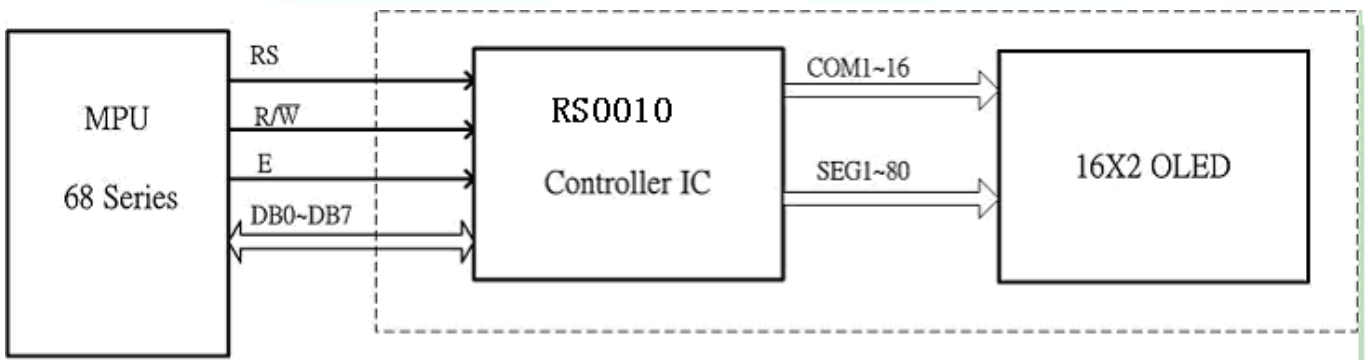 MPU
68 Series
RS
R/W̅
E
DB0~DB7
RS0010
Controller IC
COM1~16
SEG1~80
16X2 OLED